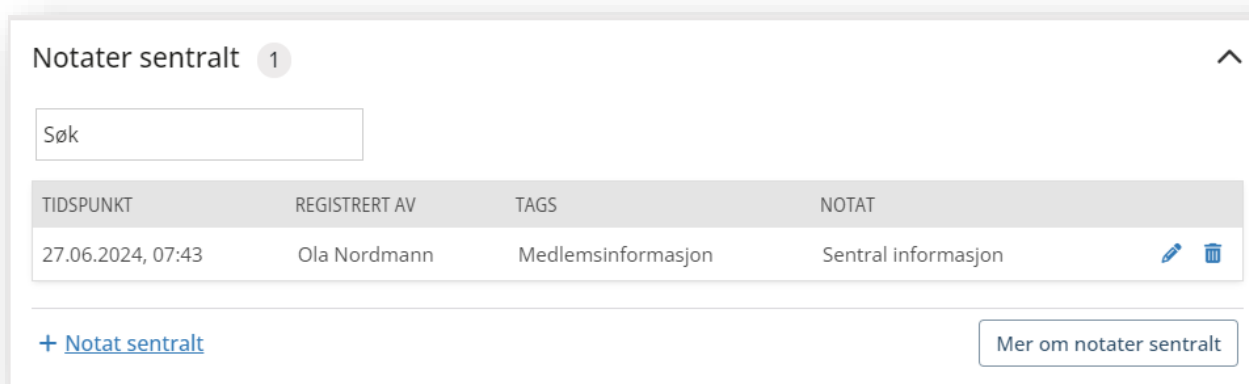 Notater sentralt 1
Søk
TIDSPUNKT REGISTRERT AV TAGS NOTAT
27.06.2024, 07:43 Ola Nordmann Medlemsinformasjon Sentral informasjon
+ Notat sentralt Mer om notater sentralt